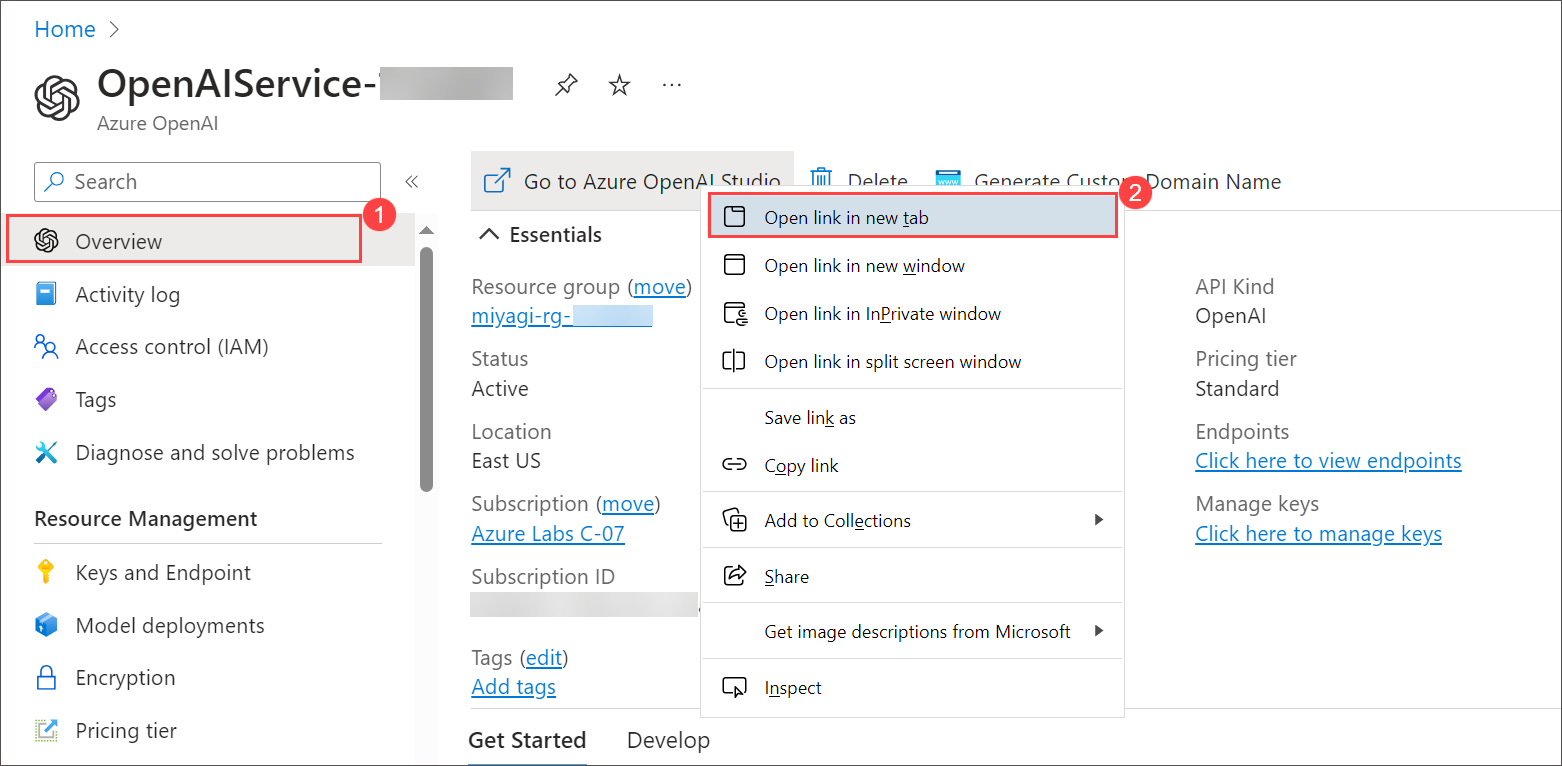 Home
OpenAIService-
Azure OpenAI
Search
Go to Azure OpenAI Studio
Delete
Generate Custom Domain Name
1
2
Overview
Activity log
Access control (IAM)
Tags
Diagnose and solve problems
Resource Management
Keys and Endpoint
Model deployments
Encryption
Pricing tier
Essentials
Resource group (move)
miyagi-rg-
Status
Active
Location
East US
Subscription (move)
Azure Labs C-07
Subscription ID
Tags (edit)
Add tags
Open link in new tab
Open link in new window
Open link in InPrivate window
Open link in split screen window
Save link as
Copy link
Add to Collections
Share
Get image descriptions from Microsoft
Inspect
API Kind
OpenAI
Pricing tier
Standard
Endpoints
Click here to view endpoints
Manage keys
Click here to manage keys
Get Started
Develop